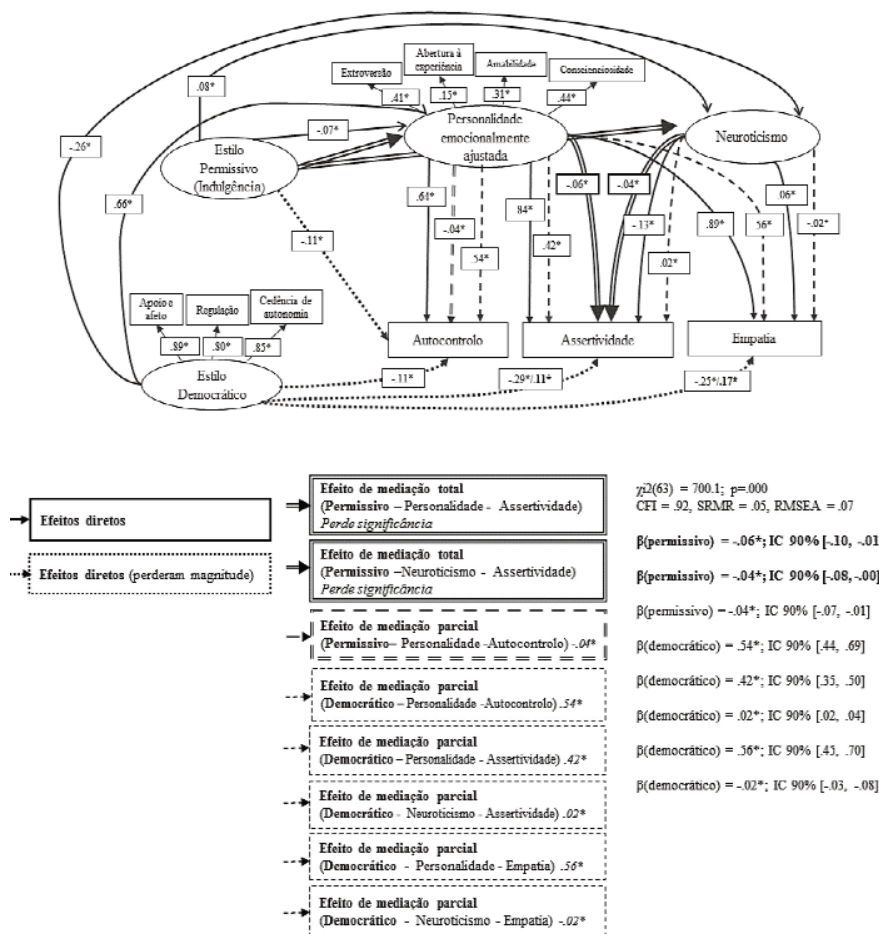 Abertura à
experiência
Amabilidade
Extroversão
Conscienciosidade
.08*
.41*
.15*
.31*
.44*
Personalidade
emocionalmente
ajustada
Neuroticismo
-.07*
-.26*
Estilo
Permissivo
(Indulgência)
.66*
.64*
-.06*
-.04*
.06*
-.04*
.84*
-.13*
.89*
.56*
-.02*
-.11*
.54*
.42*
.02*
Apoio e
afeto
Regulação
Cedência de
autonomia
.89*
.80*
.85*
Autocontrolo
Assertividade
Empatia
Estilo
Democrático
-.11*
-.29*/.11*
-.25*/.17*
Efeitos diretos
Efeitos diretos (perderam magnitude)
Efeito de mediação total
(Permissivo –Personalidade - Assertividade)
Perde significância
Efeito de mediação total
(Permissivo –Neuroticismo - Assertividade)
Perde significância
Efeito de mediação parcial
(Permissivo– Personalidade -Autocontrolo) -.04*
Efeito de mediação parcial
(Democrático – Personalidade -Autocontrolo) .54*
Efeito de mediação parcial
(Democrático – Personalidade - Assertividade) .42*
Efeito de mediação parcial
(Democrático - Neuroticismo - Assertividade) .02*
Efeito de mediação parcial
(Democrático - Personalidade - Empatia) .56*
Efeito de mediação parcial
(Democrático - Neuroticismo - Empatia) -.02*
χ2(63) = 700.1; p=.000
CFI = .92, SRMR = .05, RMSEA = .07
β(permissivo) = -.06*; IC 90% [-.10, -.01
β(permissivo) = -.04*; IC 90% [-.08, -.00]
β(permissivo) = -.04*; IC 90% [-.07, -.01]
β(democrático) = .54*; IC 90% [.44, .69]
β(democrático) = .42*; IC 90% [.35, .50]
β(democrático) = .02*; IC 90% [.02, .04]
β(democrático) = .56*; IC 90% [.45, .70]
β(democrático) = -.02*; IC 90% [-.03, -.08]